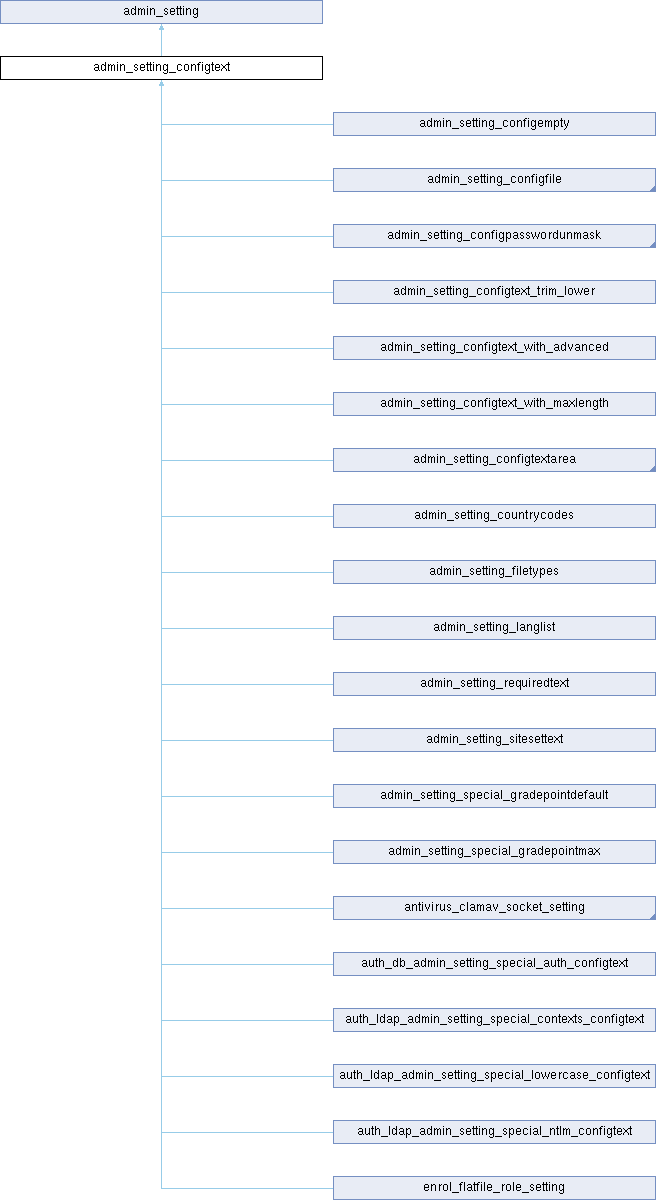 admin_setting
admin_setting_configtext
admin_setting_configempty
admin_setting_configfile
admin_setting_configpasswordunmask
admin_setting_configtext_trim_lower
admin_setting_configtext_with_advanced
admin_setting_configtext_with_maxlength
admin_setting_configtextarea
admin_setting_countrycodes
admin_setting_filetypes
admin_setting_langlist
admin_setting_requiredtext
admin_setting_sitesettext
admin_setting_special_gradepointdefault
admin_setting_special_gradepointmax
antivirus_clamav_socket_setting
auth_db_admin_setting_special_auth_configtext
auth_ldap_admin_setting_special_contexts_configtext
auth_ldap_admin_setting_special_lowercase_configtext
auth_ldap_admin_setting_special_ntlm_configtext
enrol_flatfile_role_setting